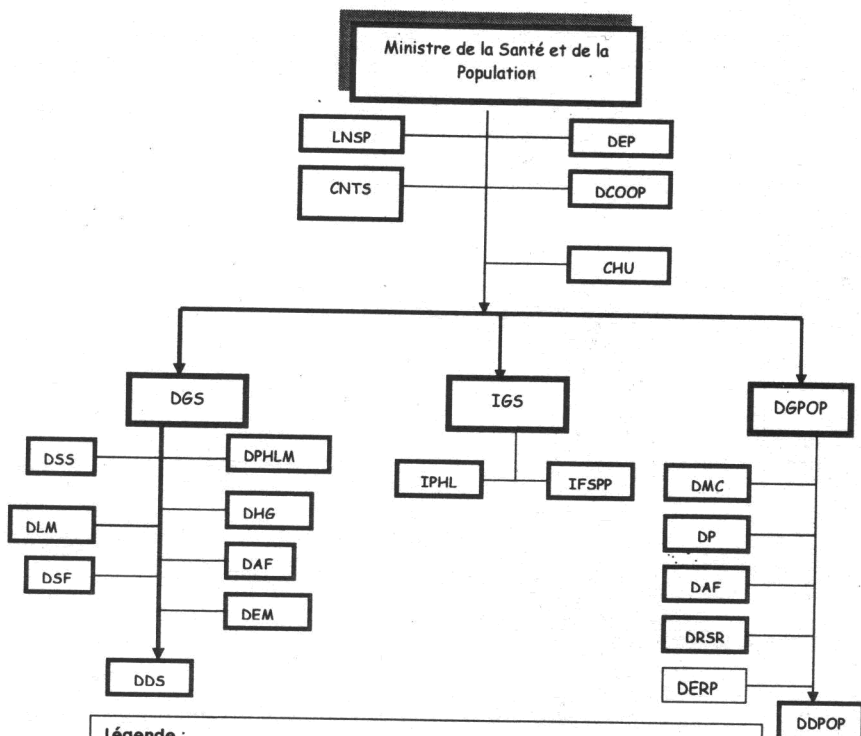 Ministre de la Santé et de la
Population
LNSP
DEP
CNTS
DCOOP
CHU
DGS
IGS
DGPOP
DSS
DPHLM
IPHL
IFSPP
DMC
DLM
DHG
DP
DSF
DAF
DAF
DEM
DRSR
DDS
DERP
DDPOP
Légende :